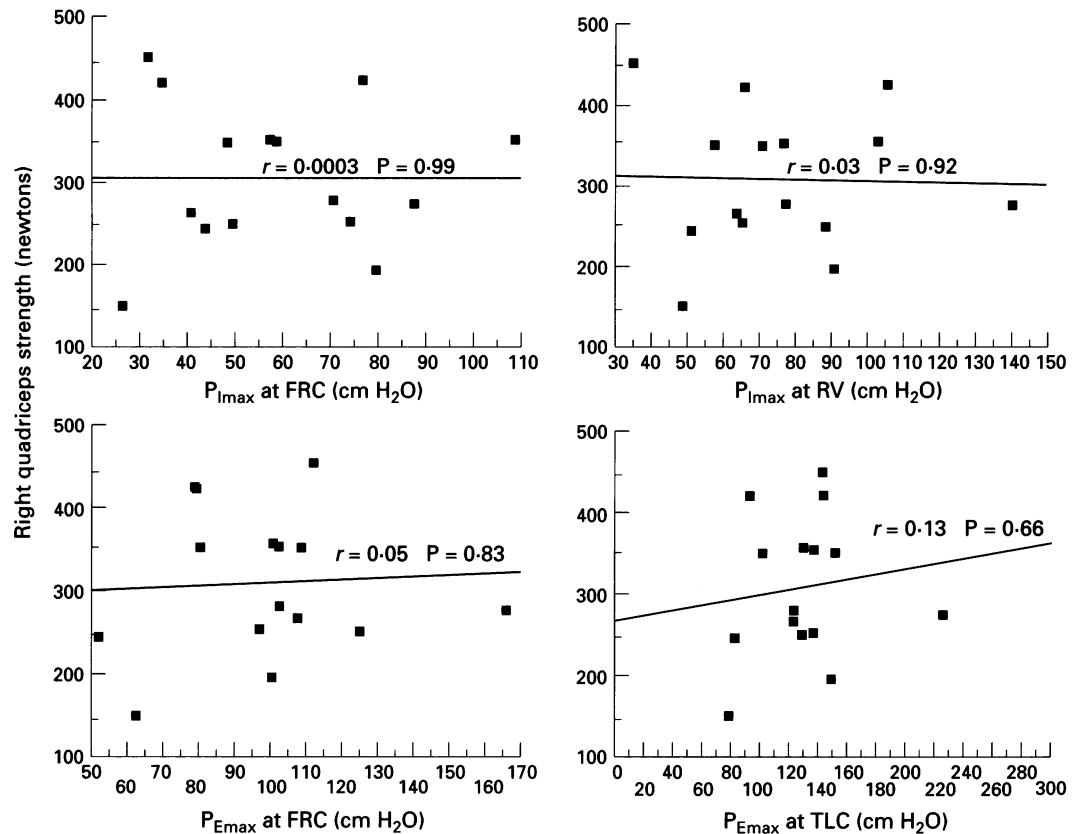 Right quadriceps strength (newtons)
500
400
300
200
100
r = 0·0003 P = 0·99
20 30 40 50 60 70 80 90 100 110
P_Imax at FRC (cm H₂O)
500
400
300
200
100
r = 0·03 P = 0·92
30 40 50 60 70 80 90 100 110 120 130 140 150
P_Imax at RV (cm H₂O)
500
400
300
200
100
r = 0·05 P = 0·83
50 70 90 110 130 150 170
60 80 100 120 140 160
P_Emax at FRC (cm H₂O)
500
400
300
200
100
r = 0·13 P = 0·66
0 40 80 120 160 200 240 280
20 60 100 140 180 220 260 300
P_Emax at TLC (cm H₂O)